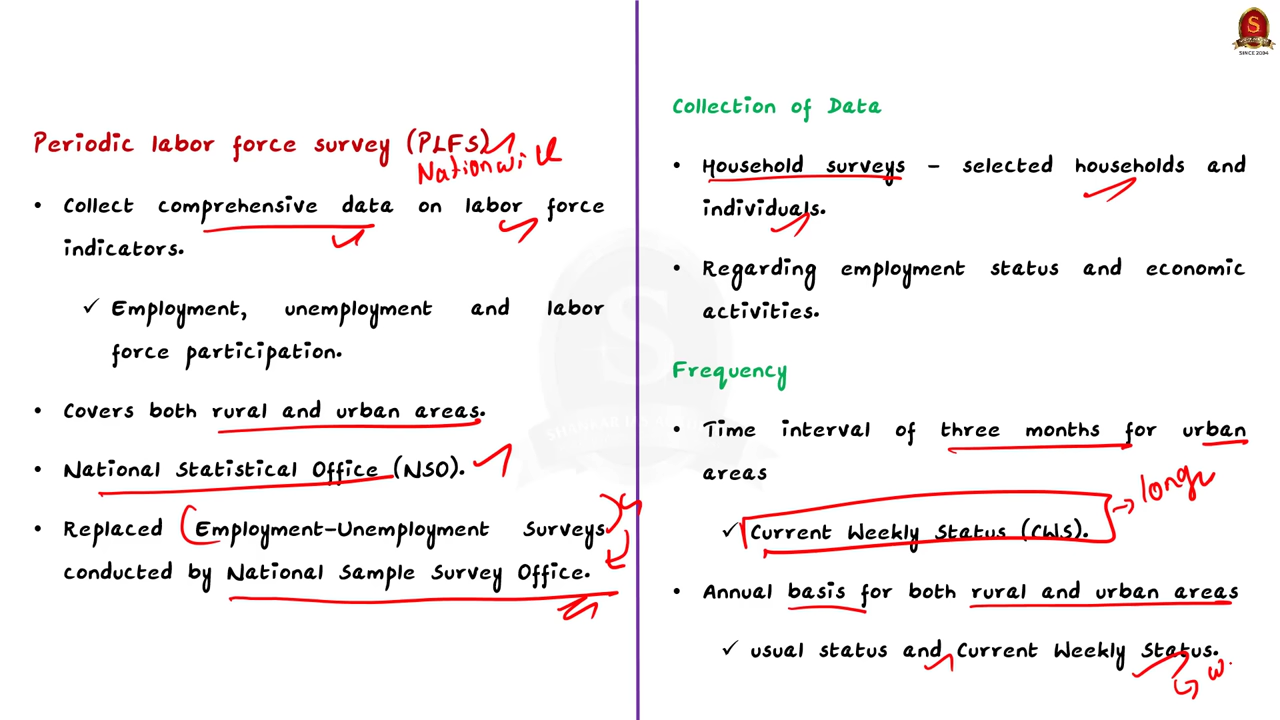 Periodic labor force survey (PLFS)
Nationwi
• Collect comprehensive data on labor force
indicators.
✓ Employment, unemployment and labor
force participation.
• Covers both rural and urban areas.
• National Statistical Office (NSO).
• Replaced Employment-Unemployment Surveys
conducted by National Sample Survey Office.
S
SINCE 2004
Collection of Data
• Household surveys – selected households and
individuals.
• Regarding employment status and economic
activities.
Frequency
• Time interval of three months for urban
areas
✓ Current Weekly Status (CWS).
• Annual basis for both rural and urban areas
✓ usual status and Current Weekly Status.
w.